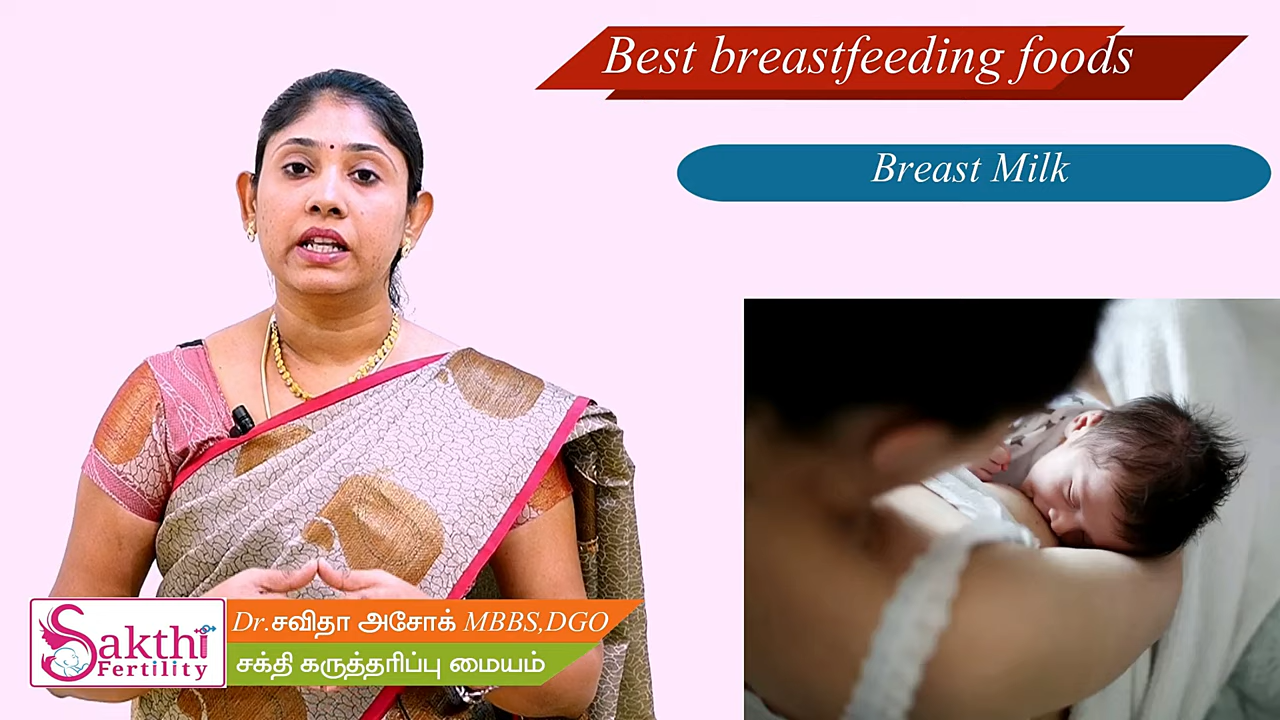 Best breastfeeding foods
Breast Milk
Sakthi
Fertility
Dr.சவிதா அசோக் MBBS,DGO
சக்தி கருத்தரிப்பு மையம்